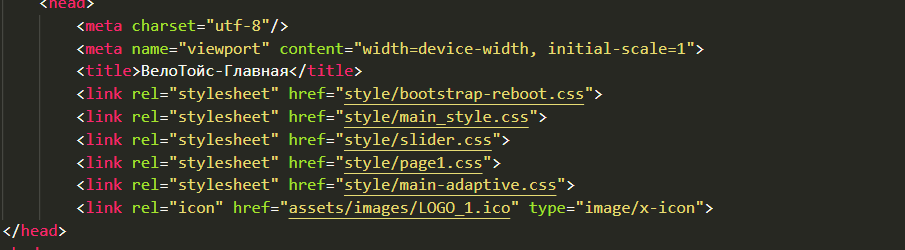 <head>
<meta charset="utf-8"/>
<meta name="viewport" content="width=device-width, initial-scale=1">
<title>ВелоТойс-Главная</title>
<link rel="stylesheet" href="style/bootstrap-reboot.css">
<link rel="stylesheet" href="style/main_style.css">
<link rel="stylesheet" href="style/slider.css">
<link rel="stylesheet" href="style/page1.css">
<link rel="stylesheet" href="style/main-adaptive.css">
<link rel="icon" href="assets/images/LOGO_1.ico" type="image/x-icon">
</head>